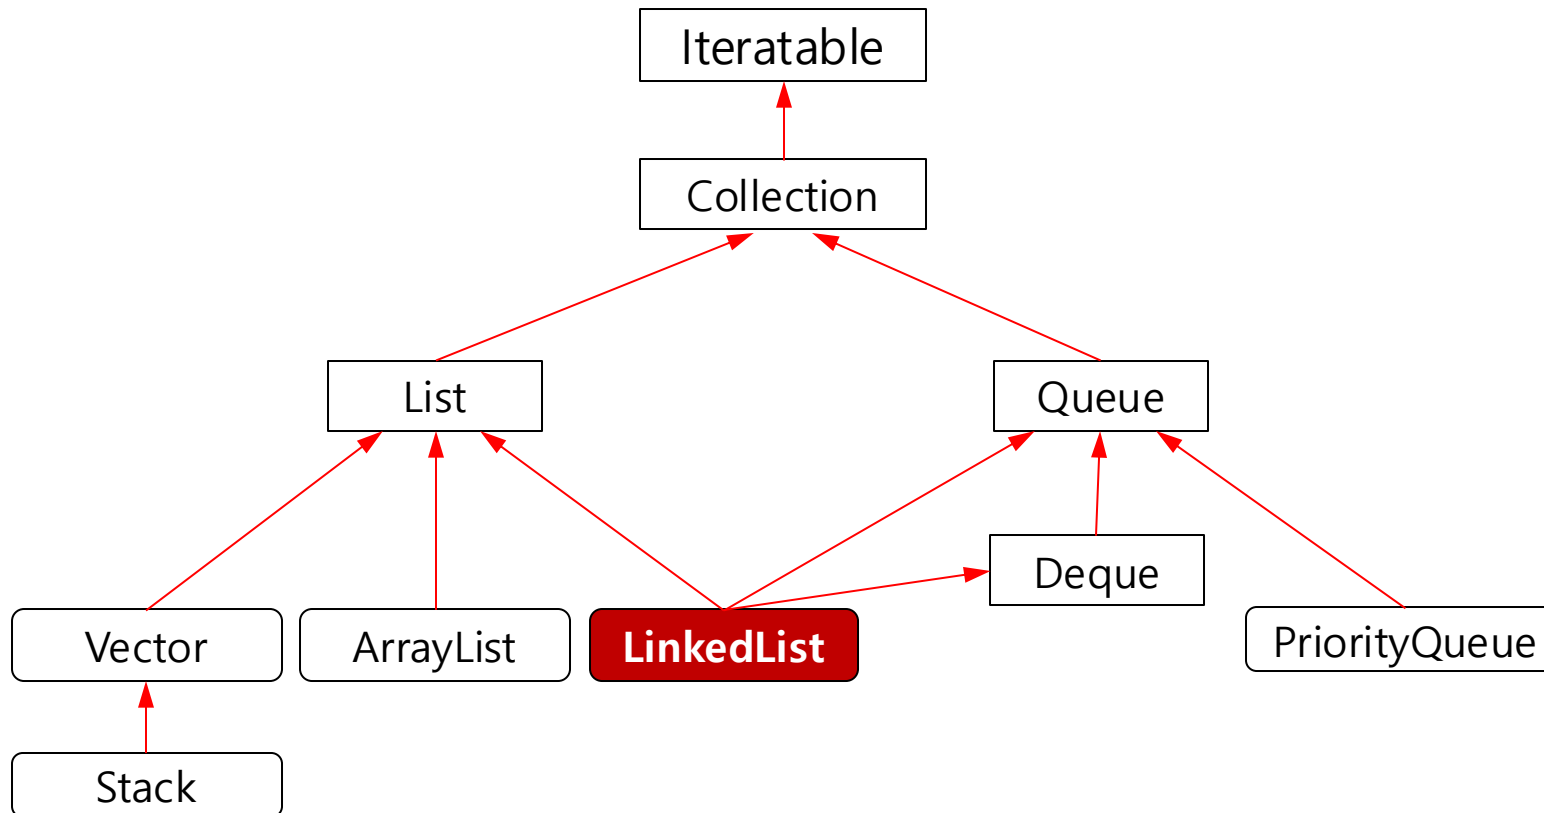 Iteratable
Collection
List
Queue
Deque
Vector
ArrayList
LinkedList
PriorityQueue
Stack